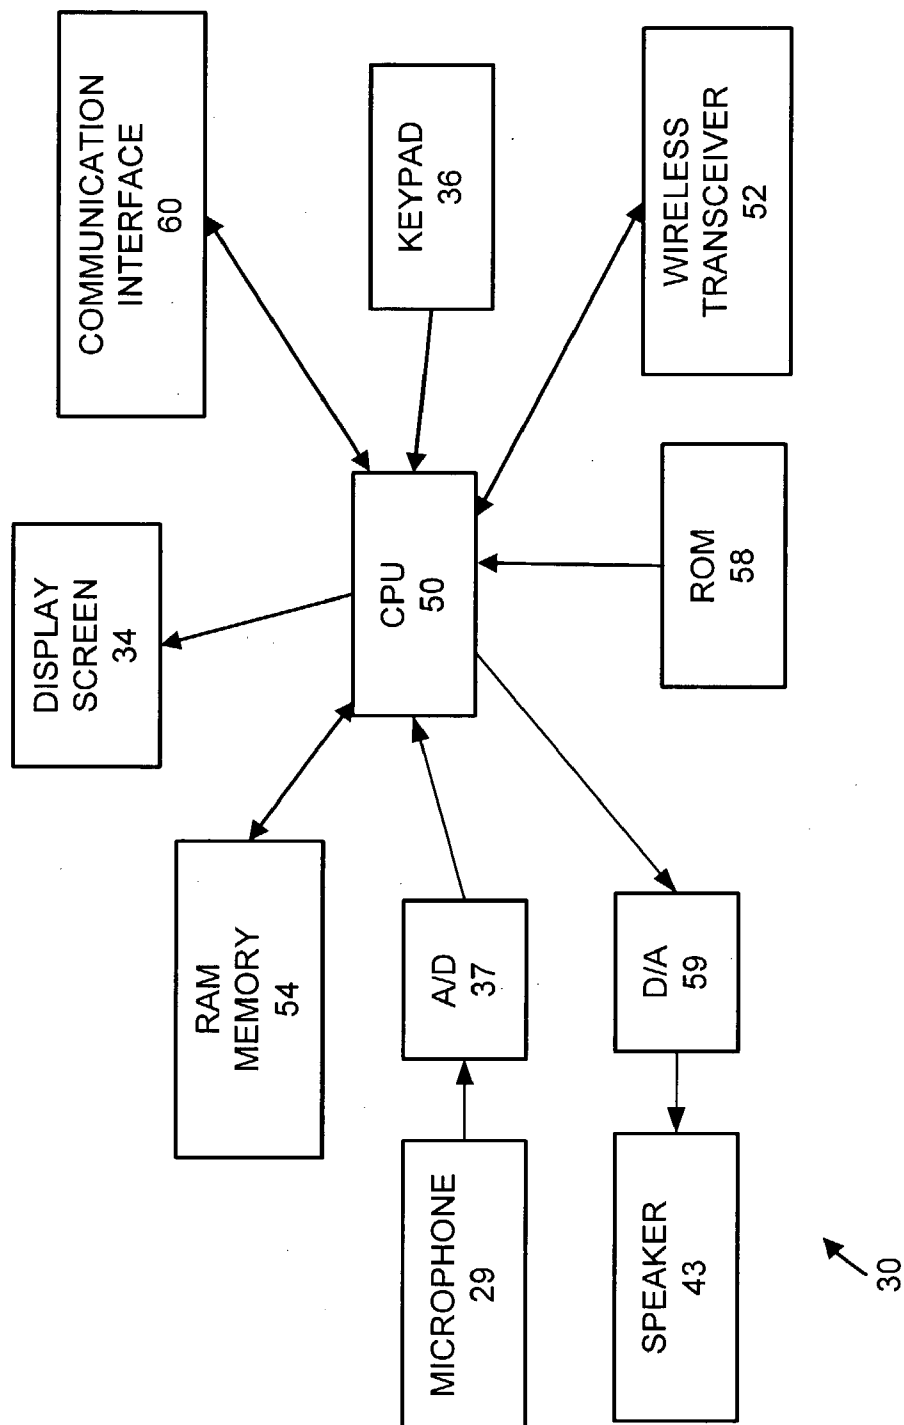 RAM
MEMORY
54
DISPLAY
SCREEN
34
COMMUNICATION
INTERFACE
60
MICROPHONE
29
A/D
37
CPU
50
KEYPAD
36
SPEAKER
43
D/A
59
ROM
58
WIRELESS
TRANSCEIVER
52
30